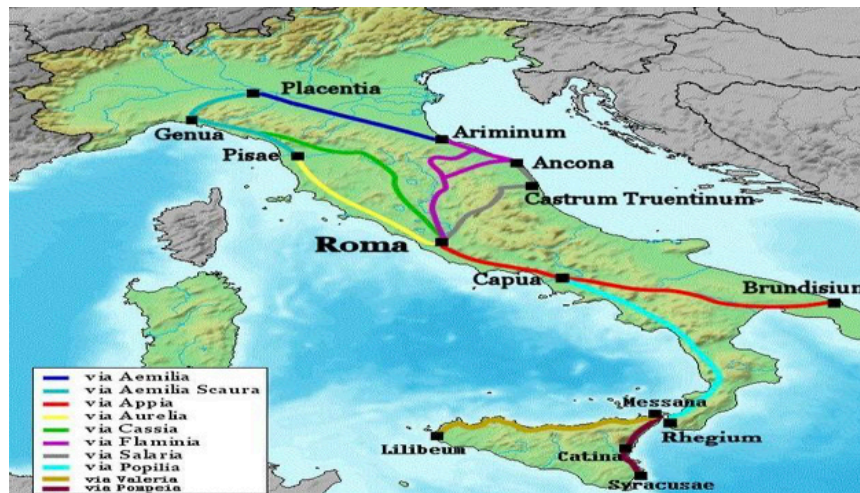 Placentia
Genua
Ariminum
Pisae
Ancona
Castrum Truentinum
Roma
Capua
Brundisium
via Aemilia
via Aemilia Scaura
via Appia
via Aurelia
via Cassia
via Flaminia
via Salaria
via Popilia
via Valeria
via Pompeia
Messana
Rhegium
Lilibeum
Catina
Syracusae